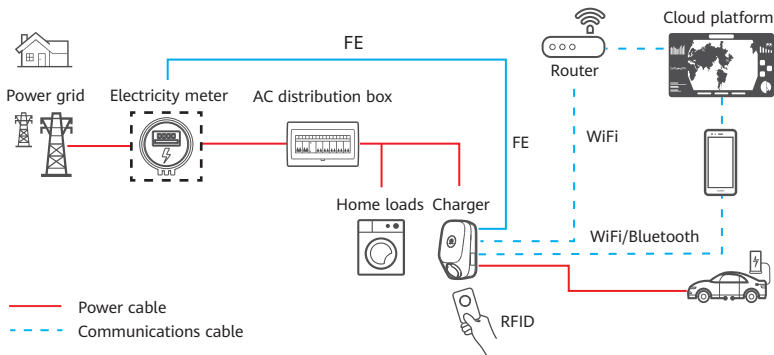 Cloud platform
FE
Router
Power grid
Electricity meter
AC distribution box
FE
WiFi
Home loads
Charger
WiFi/Bluetooth
RFID
Power cable
Communications cable